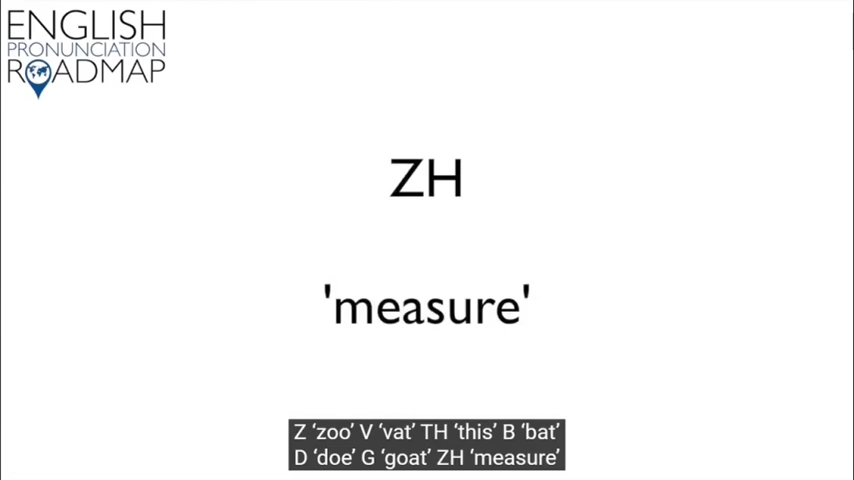 ENGLISH
PRONUNCIATION
ROADMAP
ZH
'measure'
Z ‘zoo’ V ‘vat’ TH ‘this’ B ‘bat’
D ‘doe’ G ‘goat’ ZH ‘measure’